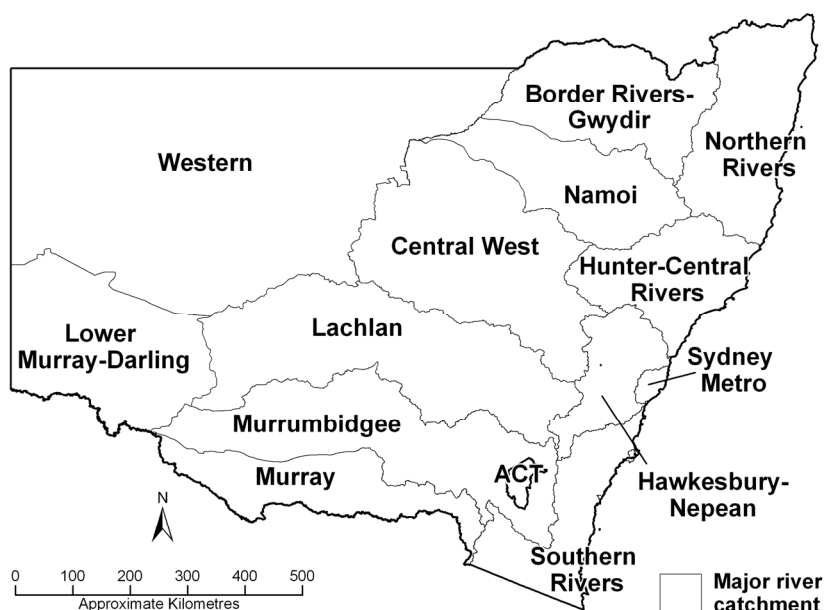 Border Rivers-
Gwydir
Northern
Rivers
Western
Namoi
Central West
Hunter-Central
Rivers
Lachlan
Lower
Murray-Darling
Sydney
Metro
Murrumbidgee
ACT
Murray
Hawkesbury-
Nepean
N
Southern
Rivers
0 100 200 300 400 500
Approximate Kilometres
Major river
catchment